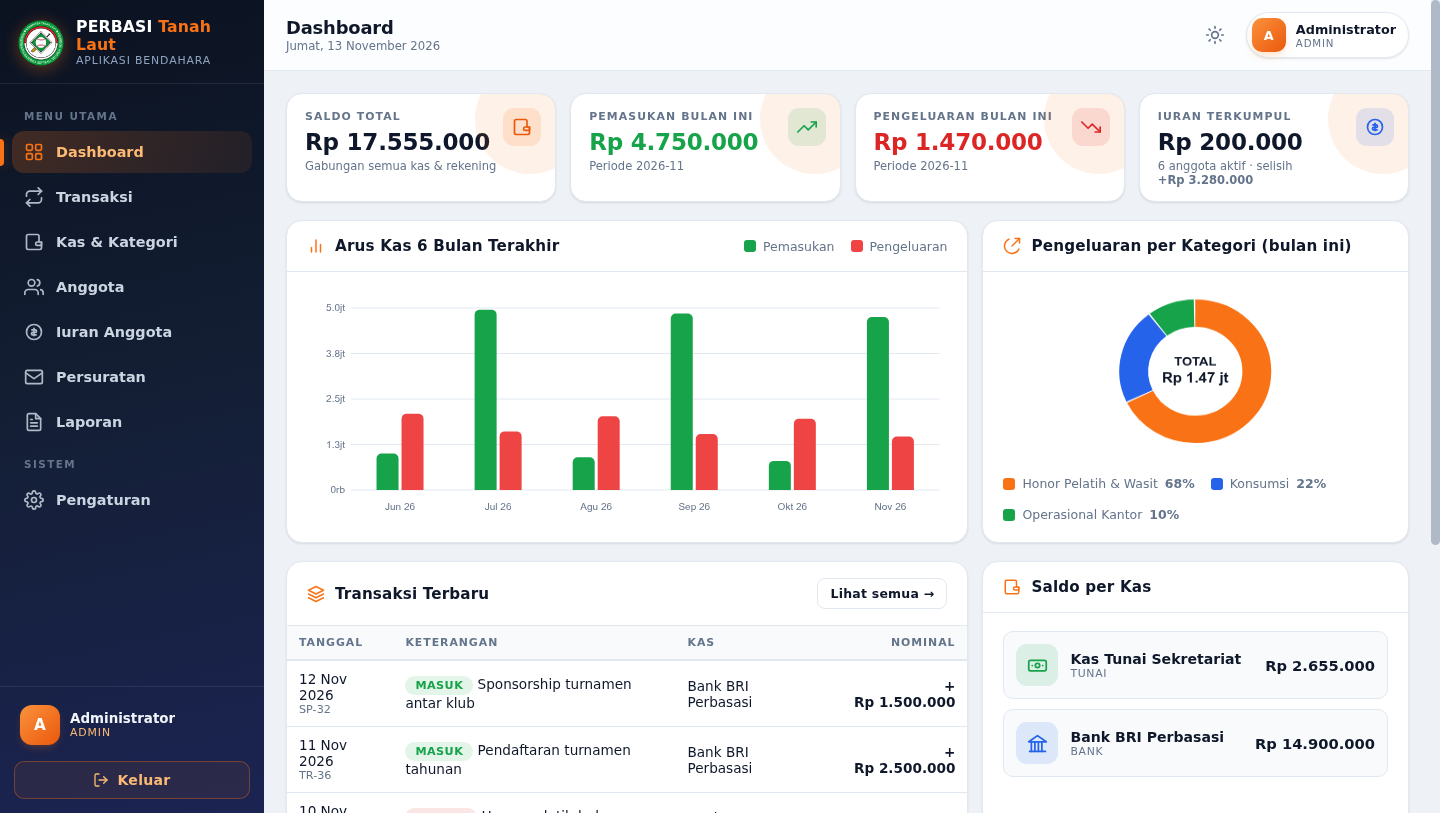 PERBASI Tanah
Laut
APLIKASI BENDAHARA
MENU UTAMA
Dashboard
Transaksi
Kas & Kategori
Anggota
Iuran Anggota
Persuratan
Laporan
SISTEM
Pengaturan
A
Administrator
ADMIN
Keluar
Dashboard
Jumat, 13 November 2026
A
Administrator
ADMIN
SALDO TOTAL
Rp 17.555.000
Gabungan semua kas & rekening
PEMASUKAN BULAN INI
Rp 4.750.000
Periode 2026-11
PENGELUARAN BULAN INI
Rp 1.470.000
Periode 2026-11
IURAN TERKUMPUL
Rp 200.000
6 anggota aktif · selisih
+Rp 3.280.000
Arus Kas 6 Bulan Terakhir
Pemasukan
Pengeluaran
5.0jt
3.8jt
2.5jt
1.3jt
0rb
Jun 26
Jul 26
Agu 26
Sep 26
Okt 26
Nov 26
Pengeluaran per Kategori (bulan ini)
TOTAL
Rp 1.47 jt
Honor Pelatih & Wasit 68%
Konsumsi 22%
Operasional Kantor 10%
Transaksi Terbaru
Lihat semua →
TANGGAL KETERANGAN KAS NOMINAL
12 Nov
2026
SP-32
MASUK Sponsorship turnamen
antar klub
Bank BRI
Perbasi
+
Rp 1.500.000
11 Nov
2026
TR-36
MASUK Pendaftaran turnamen
tahunan
Bank BRI
Perbasi
+
Rp 2.500.000
10 Nov
Saldo per Kas
Kas Tunai Sekretariat
TUNAI
Rp 2.655.000
Bank BRI Perbasi
BANK
Rp 14.900.000